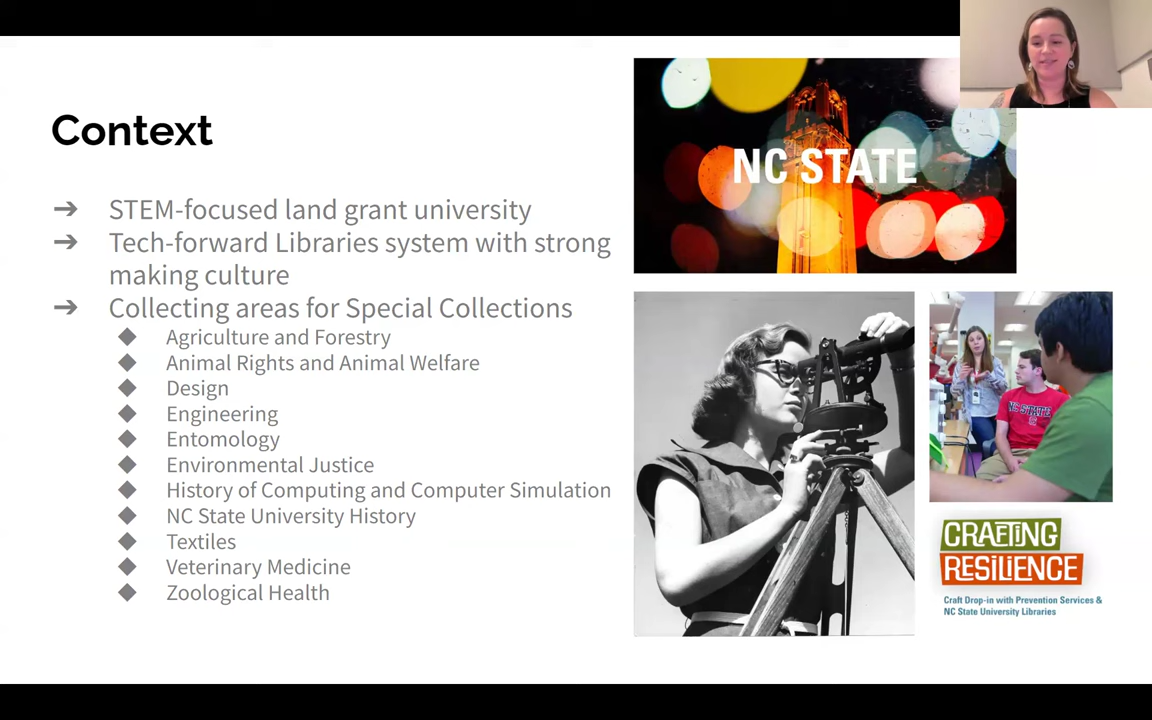 Context
➔ STEM-focused land grant university
➔ Tech-forward Libraries system with strong
making culture
➔ Collecting areas for Special Collections
◆ Agriculture and Forestry
◆ Animal Rights and Animal Welfare
◆ Design
◆ Engineering
◆ Entomology
◆ Environmental Justice
◆ History of Computing and Computer Simulation
◆ NC State University History
◆ Textiles
◆ Veterinary Medicine
◆ Zoological Health
NC STATE
NC STATE
CRAFTING
RESILIENCE
Craft Drop-in with Prevention Services &
NC State University Libraries